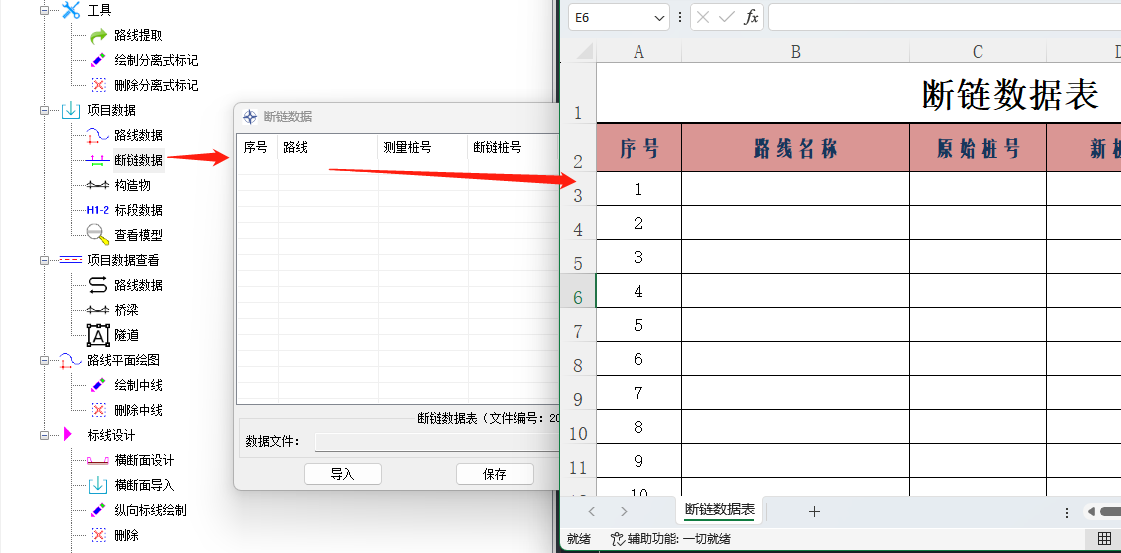 工具
路线提取
绘制分离式标记
删除分离式标记
项目数据
路线数据
断链数据
构造物
H1-2 标段数据
查看模型
项目数据查看
路线数据
桥梁
A 隧道
路线平面绘图
绘制中线
删除中线
标线设计
横断面设计
横断面导入
纵向标线绘制
删除
断链数据
序号 路线 测量桩号 断链桩号
断链数据表（文件编号：20
数据文件：
导入 保存
E6 fx
A B C
1 断链数据表
2 序号 路线名称 原始桩号 新
3 1
4 2
5 3
6 4
7 5
8 6
9 7
10 8
11 9
10
断链数据表 +
就绪 辅助功能: 一切就绪